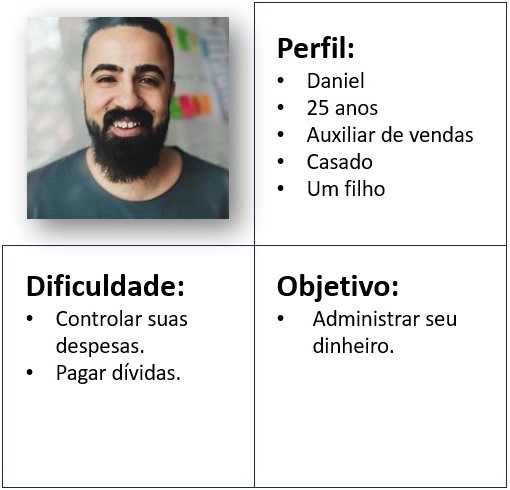 Perfil:
• Daniel
• 25 anos
• Auxiliar de vendas
• Casado
• Um filho
Dificuldade:
• Controlar suas
despesas.
• Pagar dívidas.
Objetivo:
• Administrar seu
dinheiro.